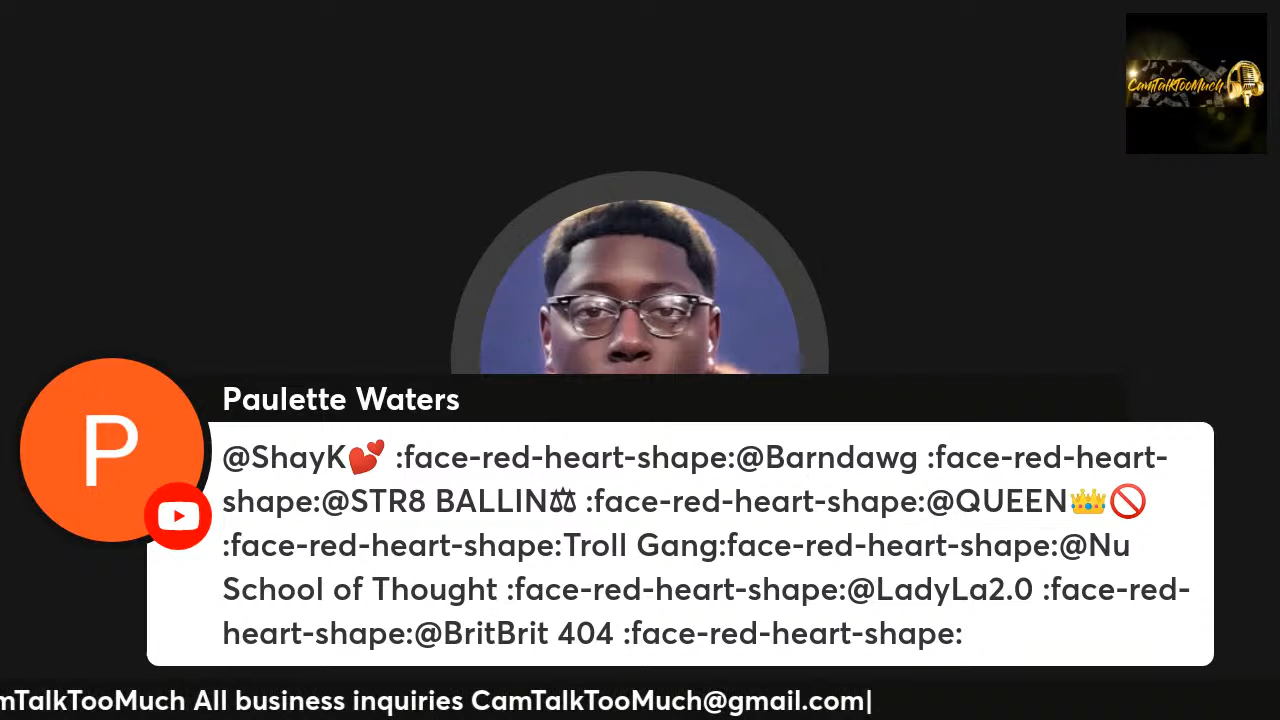 CamTalkTooMuch
P
Paulette Waters
@ShayK💕 :face-red-heart-shape:@Barndawg :face-red-heart-
shape:@STR8 BALLIN⚖ :face-red-heart-shape:@QUEEN👑🚫
:face-red-heart-shape:Troll Gang:face-red-heart-shape:@Nu
School of Thought :face-red-heart-shape:@LadyLa2.0 :face-red-
heart-shape:@BritBrit 404 :face-red-heart-shape:
mTalkTooMuch All business inquiries CamTalkTooMuch@gmail.com|